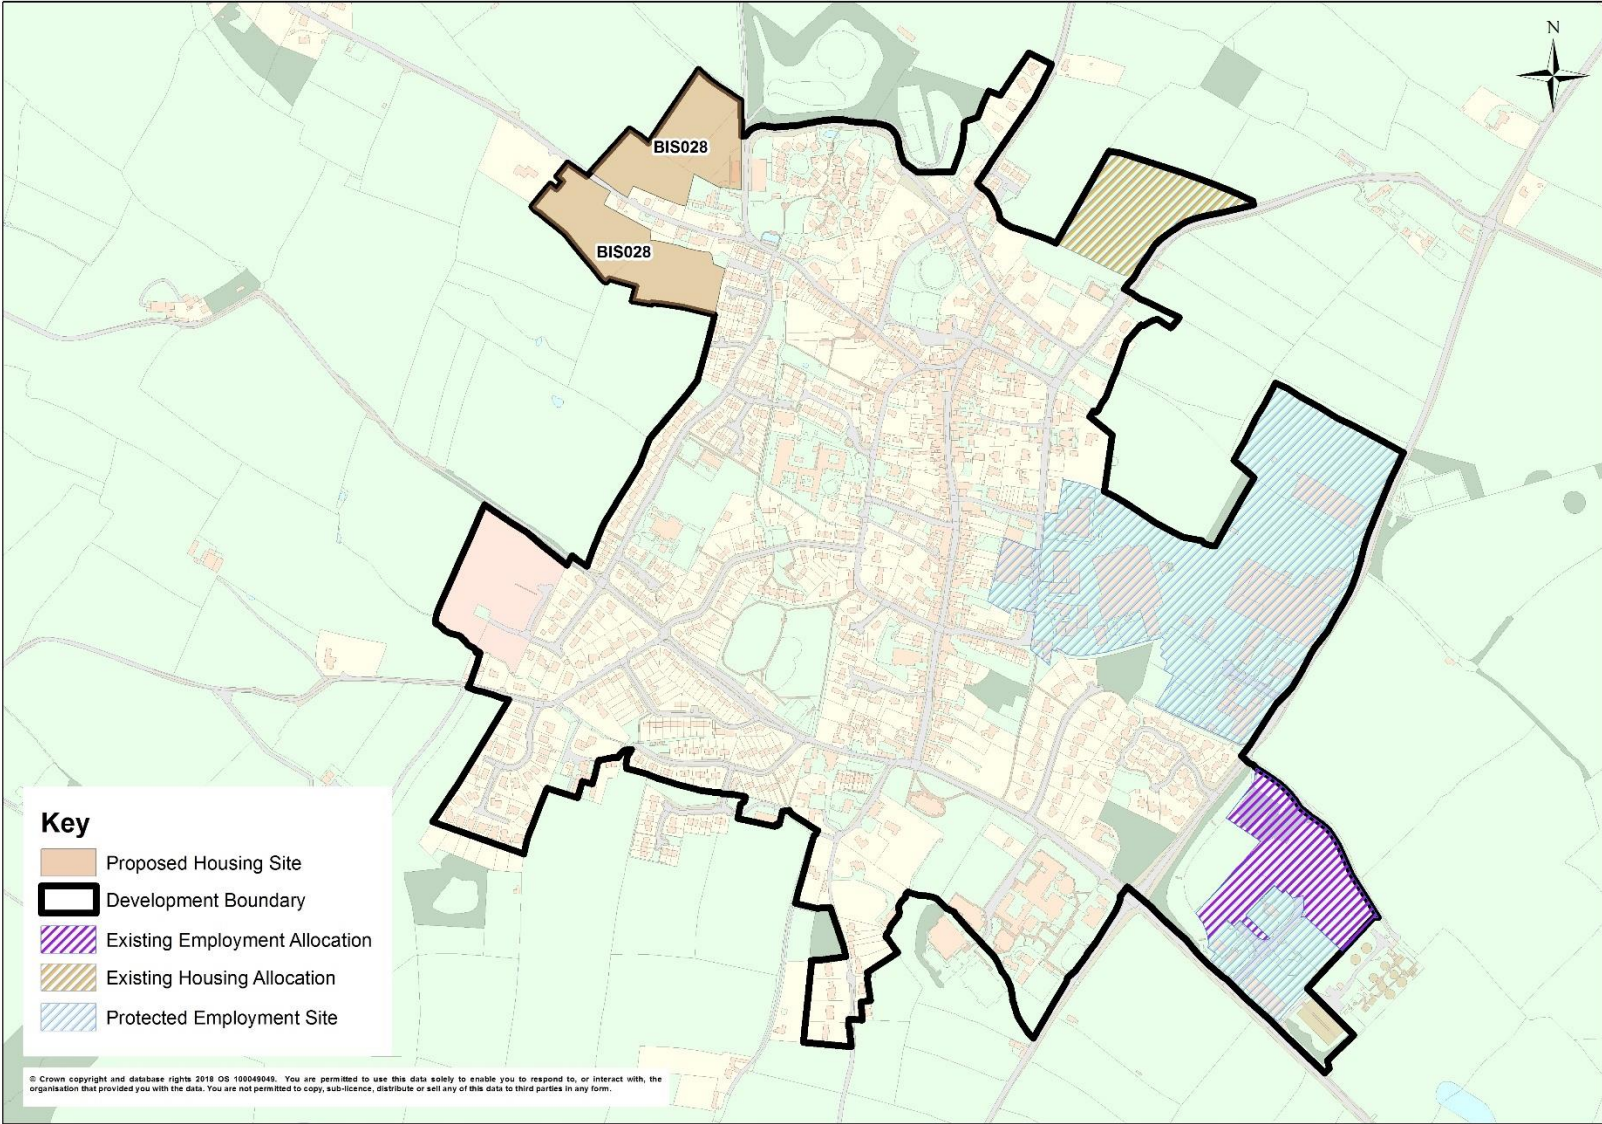 N
BIS028
BIS028
Key
Proposed Housing Site
Development Boundary
Existing Employment Allocation
Existing Housing Allocation
Protected Employment Site
© Crown copyright and database rights 2018 OS 100049049. You are permitted to use this data solely to enable you to respond to, or interact with, the
organisation that provided you with the data. You are not permitted to copy, sub-licence, distribute or sell any of this data to third parties in any form.